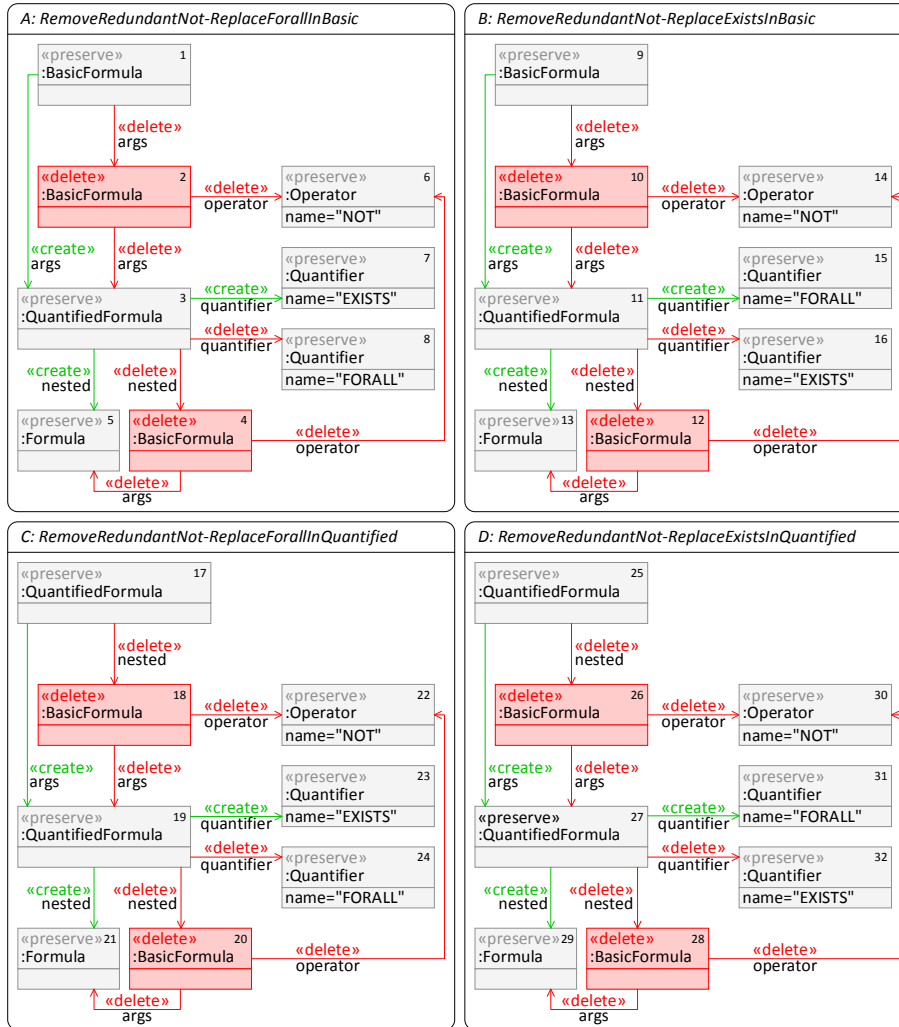 A: RemoveRedundantNot-ReplaceForallInBasic
«preserve» 1
:BasicFormula
«delete»
args
«delete» 2
:BasicFormula
«delete»
operator
«preserve» 6
:Operator
name="NOT"
«create»
args
«delete»
args
«preserve» 7
:Quantifier
name="EXISTS"
«preserve» 3
:QuantifiedFormula
«create»
quantifier
«delete»
quantifier
«preserve» 8
:Quantifier
name="FORALL"
«create»
nested
«delete»
nested
«preserve» 5
:Formula
«delete» 4
:BasicFormula
«delete»
operator
«delete»
args
B: RemoveRedundantNot-ReplaceExistsInBasic
«preserve» 9
:BasicFormula
«delete»
args
«delete» 10
:BasicFormula
«delete»
operator
«preserve» 14
:Operator
name="NOT"
«create»
args
«delete»
args
«preserve» 15
:Quantifier
name="FORALL"
«preserve» 11
:QuantifiedFormula
«create»
quantifier
«delete»
quantifier
«preserve» 16
:Quantifier
name="EXISTS"
«create»
nested
«delete»
nested
«preserve» 13
:Formula
«delete» 12
:BasicFormula
«delete»
operator
«delete»
args
C: RemoveRedundantNot-ReplaceForallInQuantified
«preserve» 17
:QuantifiedFormula
«delete»
nested
«delete» 18
:BasicFormula
«delete»
operator
«preserve» 22
:Operator
name="NOT"
«create»
args
«delete»
args
«preserve» 23
:Quantifier
name="EXISTS"
«preserve» 19
:QuantifiedFormula
«create»
quantifier
«delete»
quantifier
«preserve» 24
:Quantifier
name="FORALL"
«create»
nested
«delete»
nested
«preserve» 21
:Formula
«delete» 20
:BasicFormula
«delete»
operator
«delete»
args
D: RemoveRedundantNot-ReplaceExistsInQuantified
«preserve» 25
:QuantifiedFormula
«delete»
nested
«delete» 26
:BasicFormula
«delete»
operator
«preserve» 30
:Operator
name="NOT"
«create»
args
«delete»
args
«preserve» 31
:Quantifier
name="FORALL"
«preserve» 27
:QuantifiedFormula
«create»
quantifier
«delete»
quantifier
«preserve» 32
:Quantifier
name="EXISTS"
«create»
nested
«delete»
nested
«preserve» 29
:Formula
«delete» 28
:BasicFormula
«delete»
operator
«delete»
args